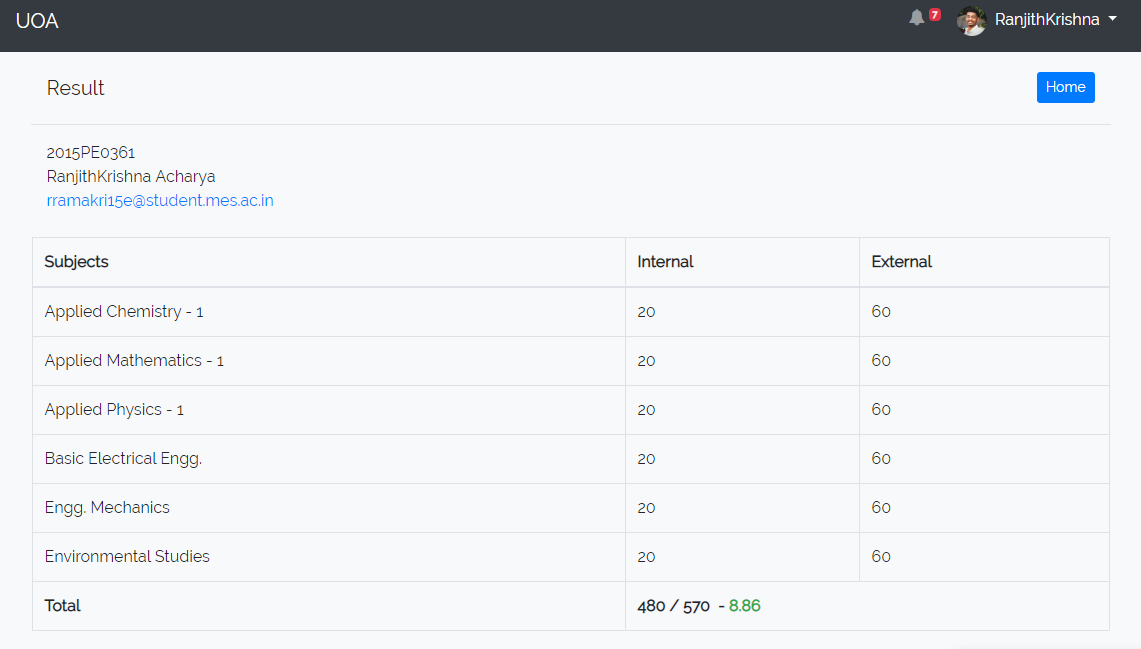 UOA
7
RanjithKrishna
Result
Home
2015PE0361
RanjithKrishna Acharya
rramakri15e@student.mes.ac.in
Subjects Internal External
Applied Chemistry - 1 20 60
Applied Mathematics - 1 20 60
Applied Physics - 1 20 60
Basic Electrical Engg. 20 60
Engg. Mechanics 20 60
Environmental Studies 20 60
Total 480 / 570 - 8.86